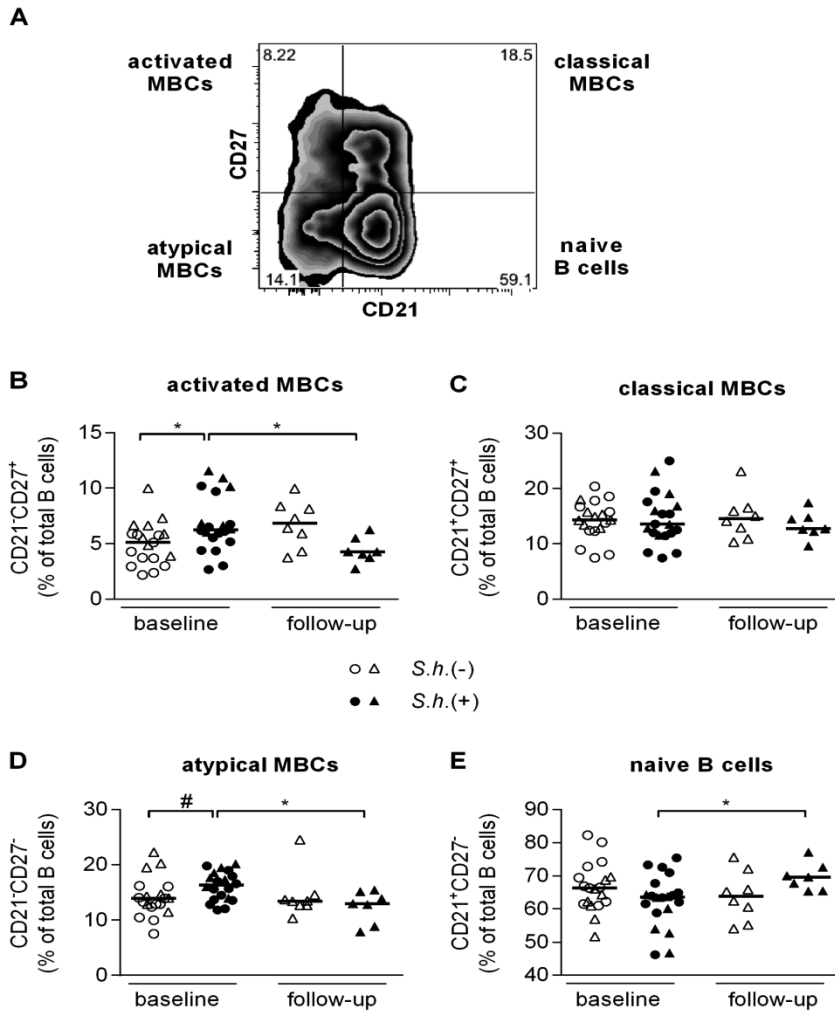 A
activated MBCs
classical MBCs
8.22
18.5
CD27
atypical MBCs
naive B cells
14.1
59.1
CD21
B
activated MBCs
CD21⁻CD27⁺
(% of total B cells)
15
10
5
0
*
*
baseline
follow-up
C
classical MBCs
CD21⁺CD27⁺
(% of total B cells)
30
20
10
0
baseline
follow-up
S.h.(-)
S.h.(+)
D
atypical MBCs
CD21⁻CD27⁻
(% of total B cells)
30
20
10
0
#
*
baseline
follow-up
E
naive B cells
CD21⁺CD27⁻
(% of total B cells)
90
80
70
60
50
40
*
baseline
follow-up